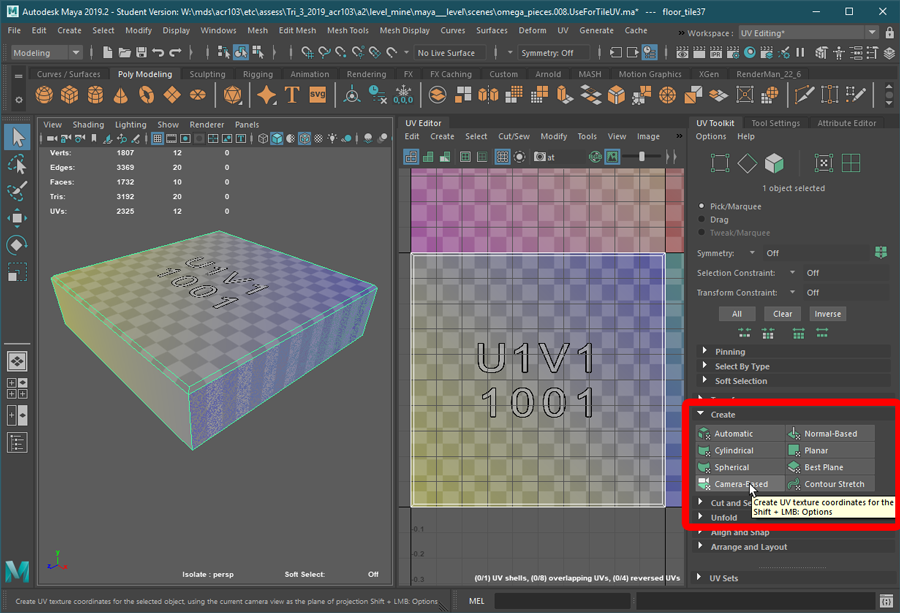 Autodesk Maya 2019.2 - Student Version: W:\mds\acr103\etc\assess\Tri_3_2019_acr103\a2\level_mine\maya___level\scenes\omega_pieces.008.UseForTileUV.ma* --- floor_tile37
File Edit Create Select Modify Display Windows Mesh Edit Mesh Mesh Tools Mesh Display Curves Surfaces Deform UV Generate Cache » Workspace: UV Editing*
Modeling No Live Surface Symmetry: Off
Curves / Surfaces Poly Modeling Sculpting Rigging Animation Rendering FX FX Caching Custom Arnold MASH Motion Graphics XGen RenderMan_22_6
T SVG 0,0,0
View Shading Lighting Show Renderer Panels
Verts: 1807 12 0
Edges: 3369 20 0
Faces: 1732 10 0
Tris: 3192 20 0
UVs: 2325 12 0
U1V1
1001
y
x
z
Isolate : persp Soft Select: Off
UV Editor
Edit Create Select Cut/Sew Modify Tools View Image »
at
U1V1
1001
-0.1
-0.2
-0.3
(0/1) UV shells, (0/8) overlapping UVs, (0/4) reversed UVs
UV Toolkit Tool Settings Attribute Editor
Options Help
1 object selected
Pick/Marquee
Drag
Tweak/Marquee
Symmetry: Off
Selection Constraint: Off
Transform Constraint: Off
All Clear Inverse
Pinning
Select By Type
Soft Selection
Create
Automatic Normal-Based
Cylindrical Planar
Spherical Best Plane
Camera-Based Contour Stretch
Cut and Se
Create UV texture coordinates for the
Shift + LMB: Options
Unfold
Align and Snap
Arrange and Layout
UV Sets
M
Create UV texture coordinates for the selected object, using the current camera view as the plane of projection Shift + LMB: Options MEL